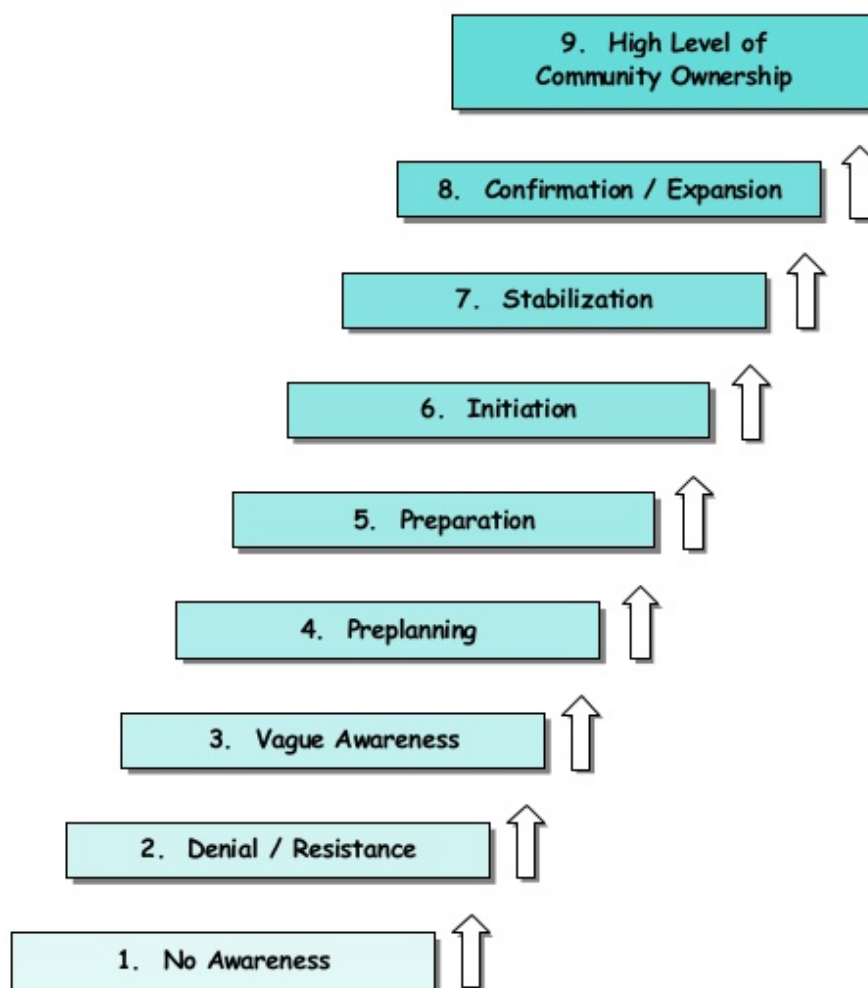 9. High Level of
Community Ownership
8. Confirmation / Expansion
7. Stabilization
6. Initiation
5. Preparation
4. Preplanning
3. Vague Awareness
2. Denial / Resistance
1. No Awareness